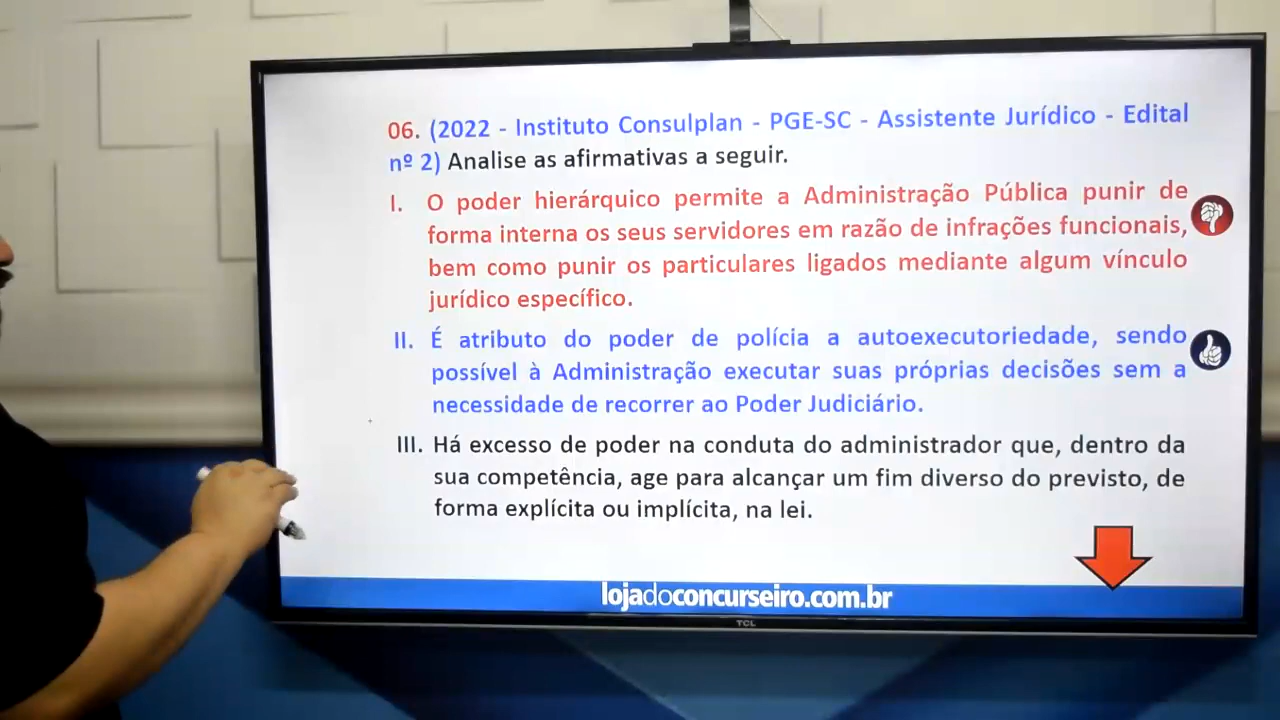 06. (2022 - Instituto Consulplan - PGE-SC - Assistente Jurídico - Edital
nº 2) Analise as afirmativas a seguir.
I. O poder hierárquico permite a Administração Pública punir de
forma interna os seus servidores em razão de infrações funcionais,
bem como punir os particulares ligados mediante algum vínculo
jurídico específico.
II. É atributo do poder de polícia a autoexecutoriedade, sendo
possível à Administração executar suas próprias decisões sem a
necessidade de recorrer ao Poder Judiciário.
III. Há excesso de poder na conduta do administrador que, dentro da
sua competência, age para alcançar um fim diverso do previsto, de
forma explícita ou implícita, na lei.
lojadoconcurseiro.com.br
TCL